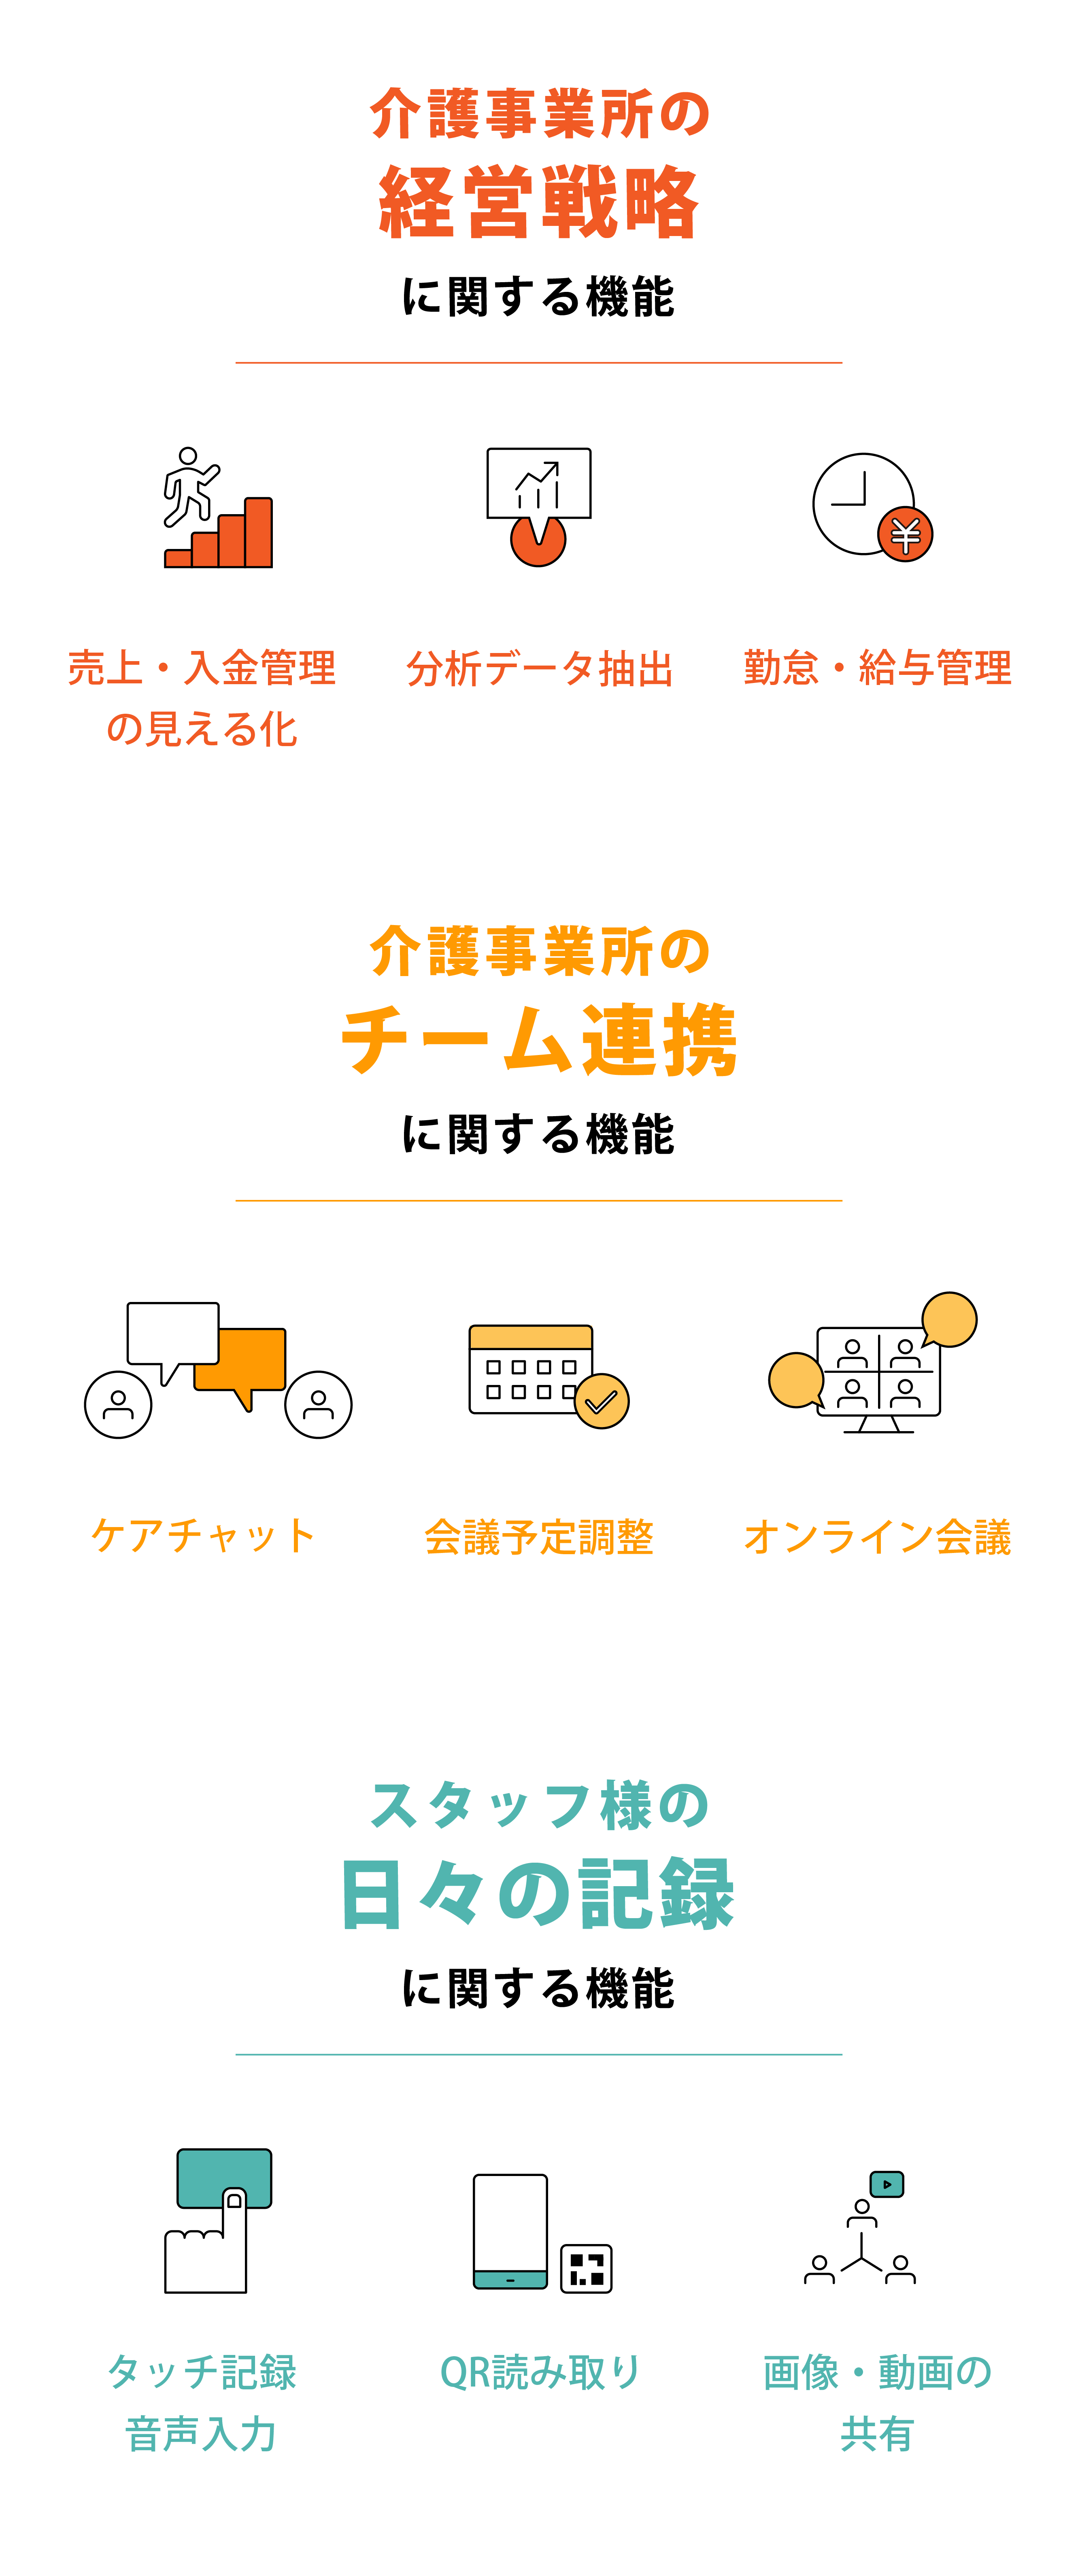 介護事業所の
経営戦略
に関する機能
売上・入金管理
の見える化
分析データ抽出
勤怠・給与管理
介護事業所の
チーム連携
に関する機能
ケアチャット
会議予定調整
オンライン会議
スタッフ様の
日々の記録
に関する機能
タッチ記録
音声入力
QR読み取り
画像・動画の
共有